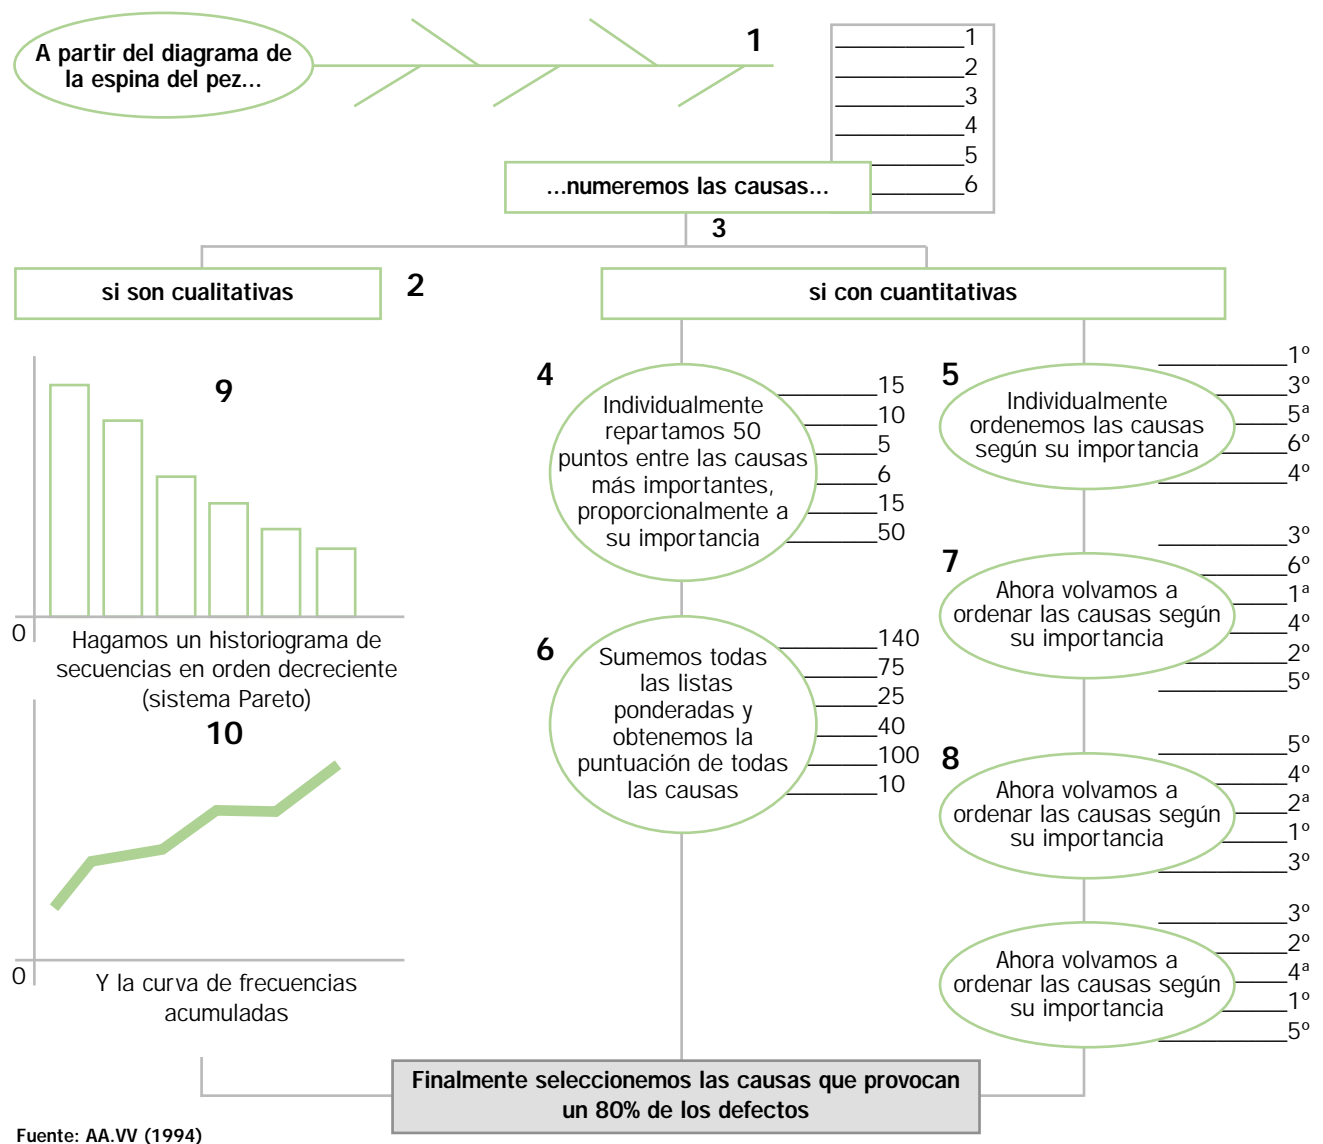 A partir del diagrama de
la espina del pez...
1
____________1
____________2
____________3
____________4
____________5
____________6
...numeremos las causas...
3
si son cualitativas
2
si con cuantitativas
9
0
Hagamos un historiograma de
secuencias en orden decreciente
(sistema Pareto)
10
0
Y la curva de frecuencias
acumuladas
4
Individualmente
repartamos 50
puntos entre las causas
más importantes,
proporcionalmente a
su importancia
15
10
5
6
15
50
6
Sumemos todas
las listas
ponderadas y
obtenemos la
puntuación de todas
las causas
140
75
25
40
100
10
5
Individualmente
ordenemos las causas
según su importancia
1º
3º
5ª
6º
4º
7
Ahora volvamos a
ordenar las causas según
su importancia
3º
6º
1ª
4º
2º
5º
8
Ahora volvamos a
ordenar las causas según
su importancia
5º
4º
2ª
1º
3º
Ahora volvamos a
ordenar las causas según
su importancia
3º
2º
4ª
1º
5º
Finalmente seleccionemos las causas que provocan
un 80% de los defectos
Fuente: AA.VV (1994)